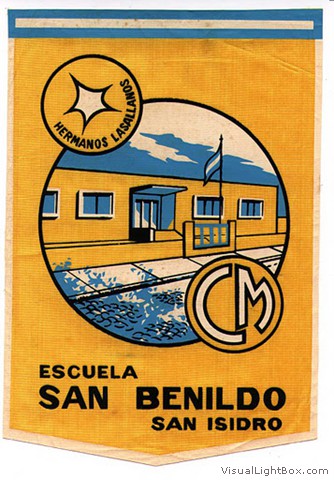 HERMANOS LASALLANOS
CM
ESCUELA
SAN BENILDO
SAN ISIDRO
VisualLightBox.com